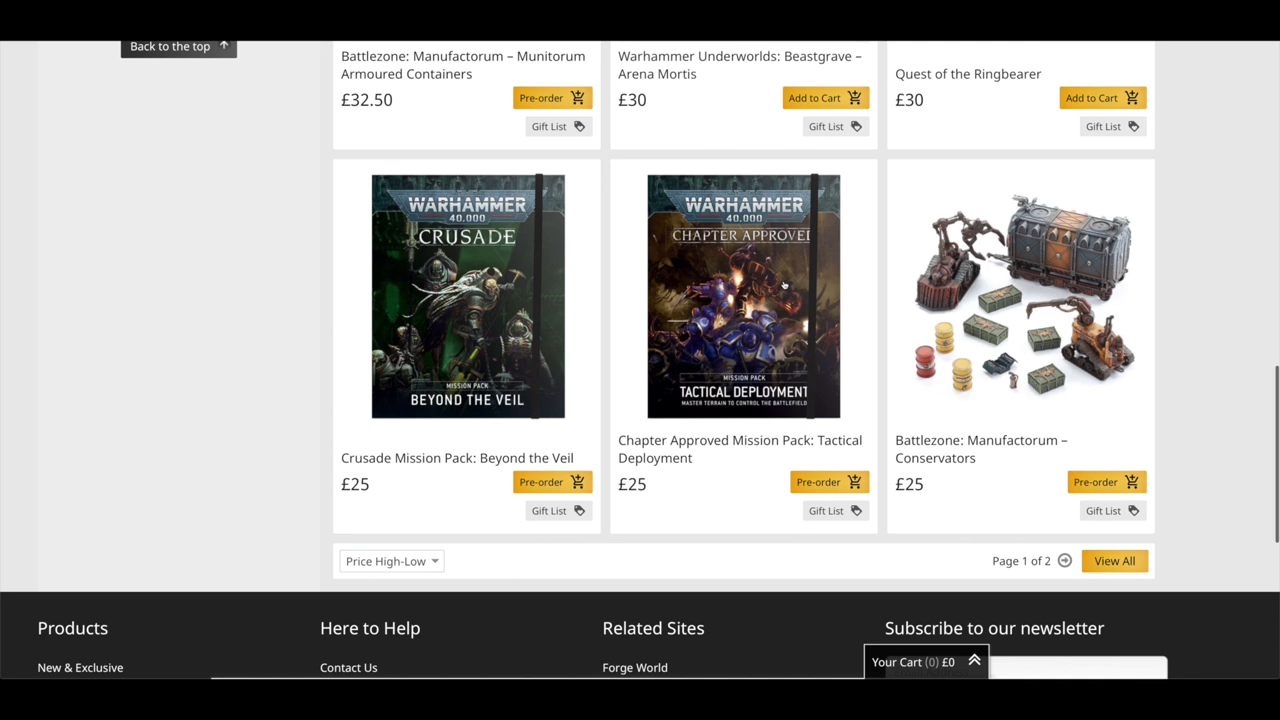 Back to the top
Battlezone: Manufactorum – Munitorum
Armoured Containers
£32.50
Pre-order
Gift List
Warhammer Underworlds: Beastgrave –
Arena Mortis
£30
Add to Cart
Gift List
Quest of the Ringbearer
£30
Add to Cart
Gift List
WARHAMMER
40,000
CRUSADE
MISSION PACK
BEYOND THE VEIL
Crusade Mission Pack: Beyond the Veil
£25
Pre-order
Gift List
WARHAMMER
40,000
CHAPTER APPROVED
MISSION PACK
TACTICAL DEPLOYMENT
MASTER TERRAIN TO CONTROL THE BATTLEFIELD
Chapter Approved Mission Pack: Tactical
Deployment
£25
Pre-order
Gift List
Battlezone: Manufactorum –
Conservators
£25
Pre-order
Gift List
Price High-Low
Page 1 of 2
View All
Products
Here to Help
Related Sites
Subscribe to our newsletter
New & Exclusive
Contact Us
Forge World
Your Cart (0) £0